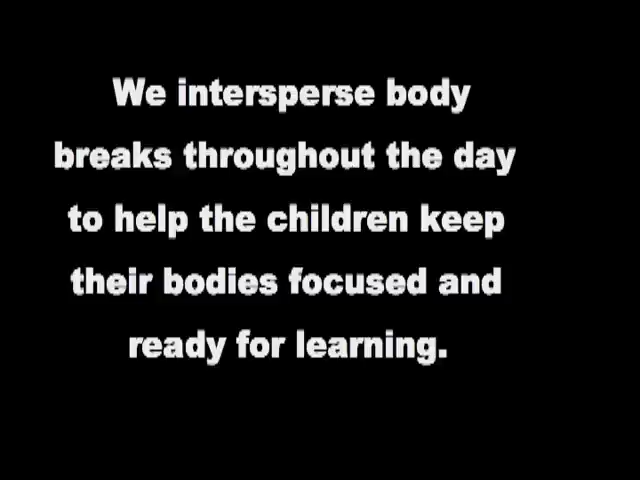 We intersperse body
breaks throughout the day
to help the children keep
their bodies focused and
ready for learning.